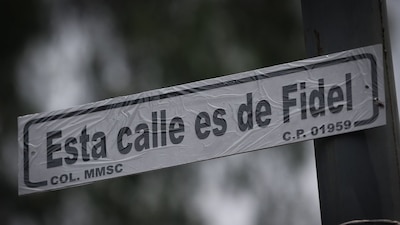 Esta calle es de Fidel
COL. MMSC
C.P. 01959